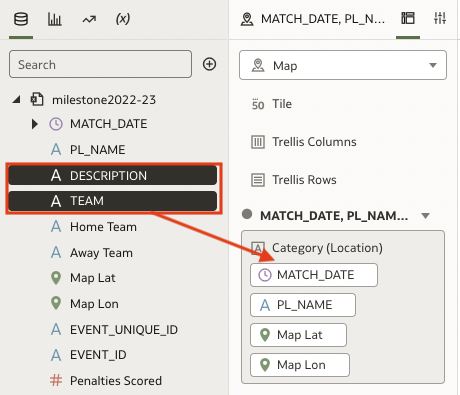 (x)
Search
milestone2022-23
MATCH_DATE
A PL_NAME
A DESCRIPTION
A TEAM
A Home Team
A Away Team
Map Lat
Map Lon
A EVENT_UNIQUE_ID
A EVENT_ID
# Penalties Scored
MATCH_DATE, PL_N...
Map
50 Tile
Trellis Columns
Trellis Rows
MATCH_DATE, PL_NAM...
A Category (Location)
MATCH_DATE
A PL_NAME
Map Lat
Map Lon